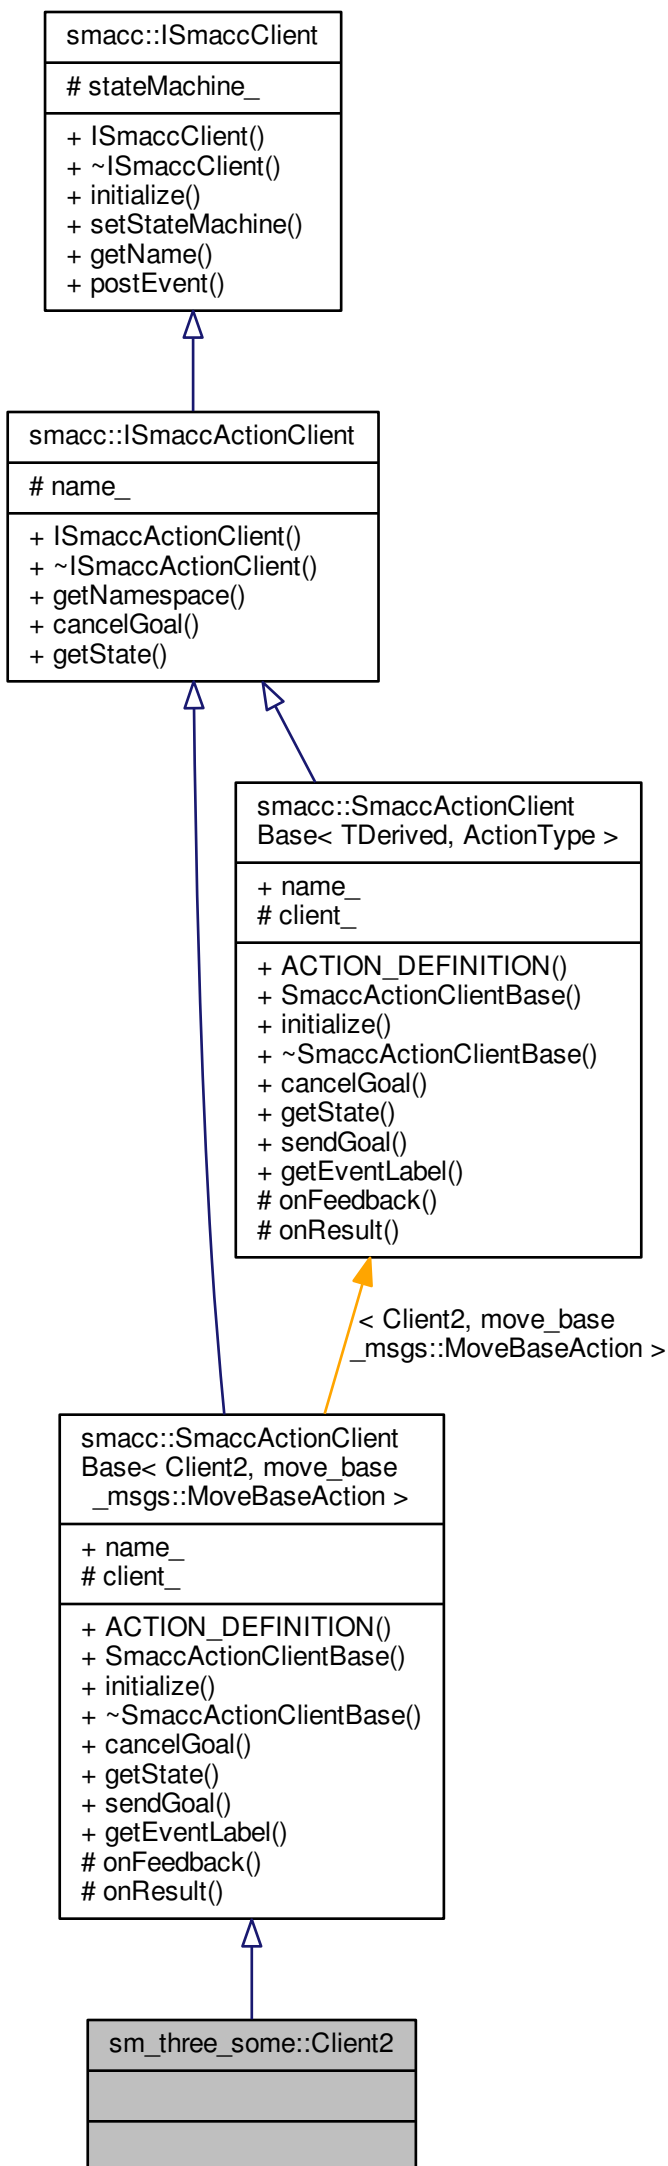 smacc::ISmaccClient
# stateMachine_
+ ISmaccClient()
+ ~ISmaccClient()
+ initialize()
+ setStateMachine()
+ getName()
+ postEvent()
smacc::ISmaccActionClient
# name_
+ ISmaccActionClient()
+ ~ISmaccActionClient()
+ getNamespace()
+ cancelGoal()
+ getState()
smacc::SmaccActionClient
Base< TDerived, ActionType >
+ name_
# client_
+ ACTION_DEFINITION()
+ SmaccActionClientBase()
+ initialize()
+ ~SmaccActionClientBase()
+ cancelGoal()
+ getState()
+ sendGoal()
+ getEventLabel()
# onFeedback()
# onResult()
< Client2, move_base
_msgs::MoveBaseAction >
smacc::SmaccActionClient
Base< Client2, move_base
_msgs::MoveBaseAction >
+ name_
# client_
+ ACTION_DEFINITION()
+ SmaccActionClientBase()
+ initialize()
+ ~SmaccActionClientBase()
+ cancelGoal()
+ getState()
+ sendGoal()
+ getEventLabel()
# onFeedback()
# onResult()
sm_three_some::Client2